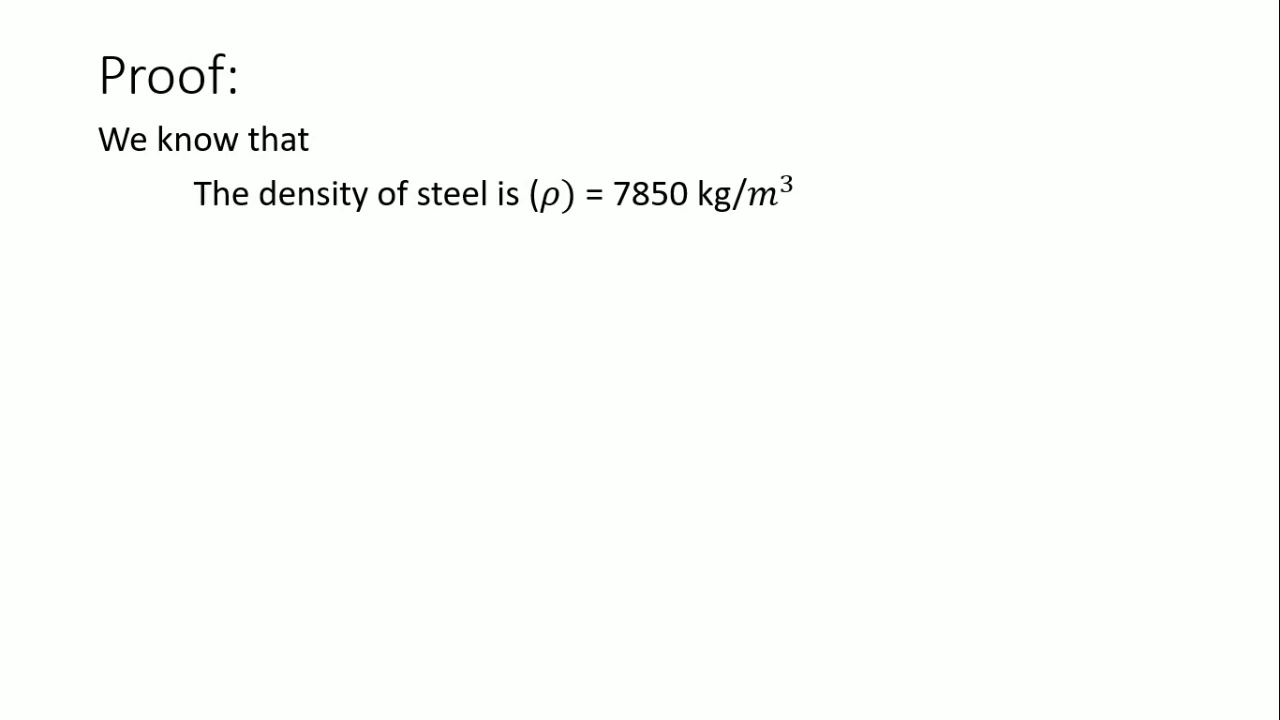 Proof:
We know that
The density of steel is (𝜌) = 7850 kg/𝑚³